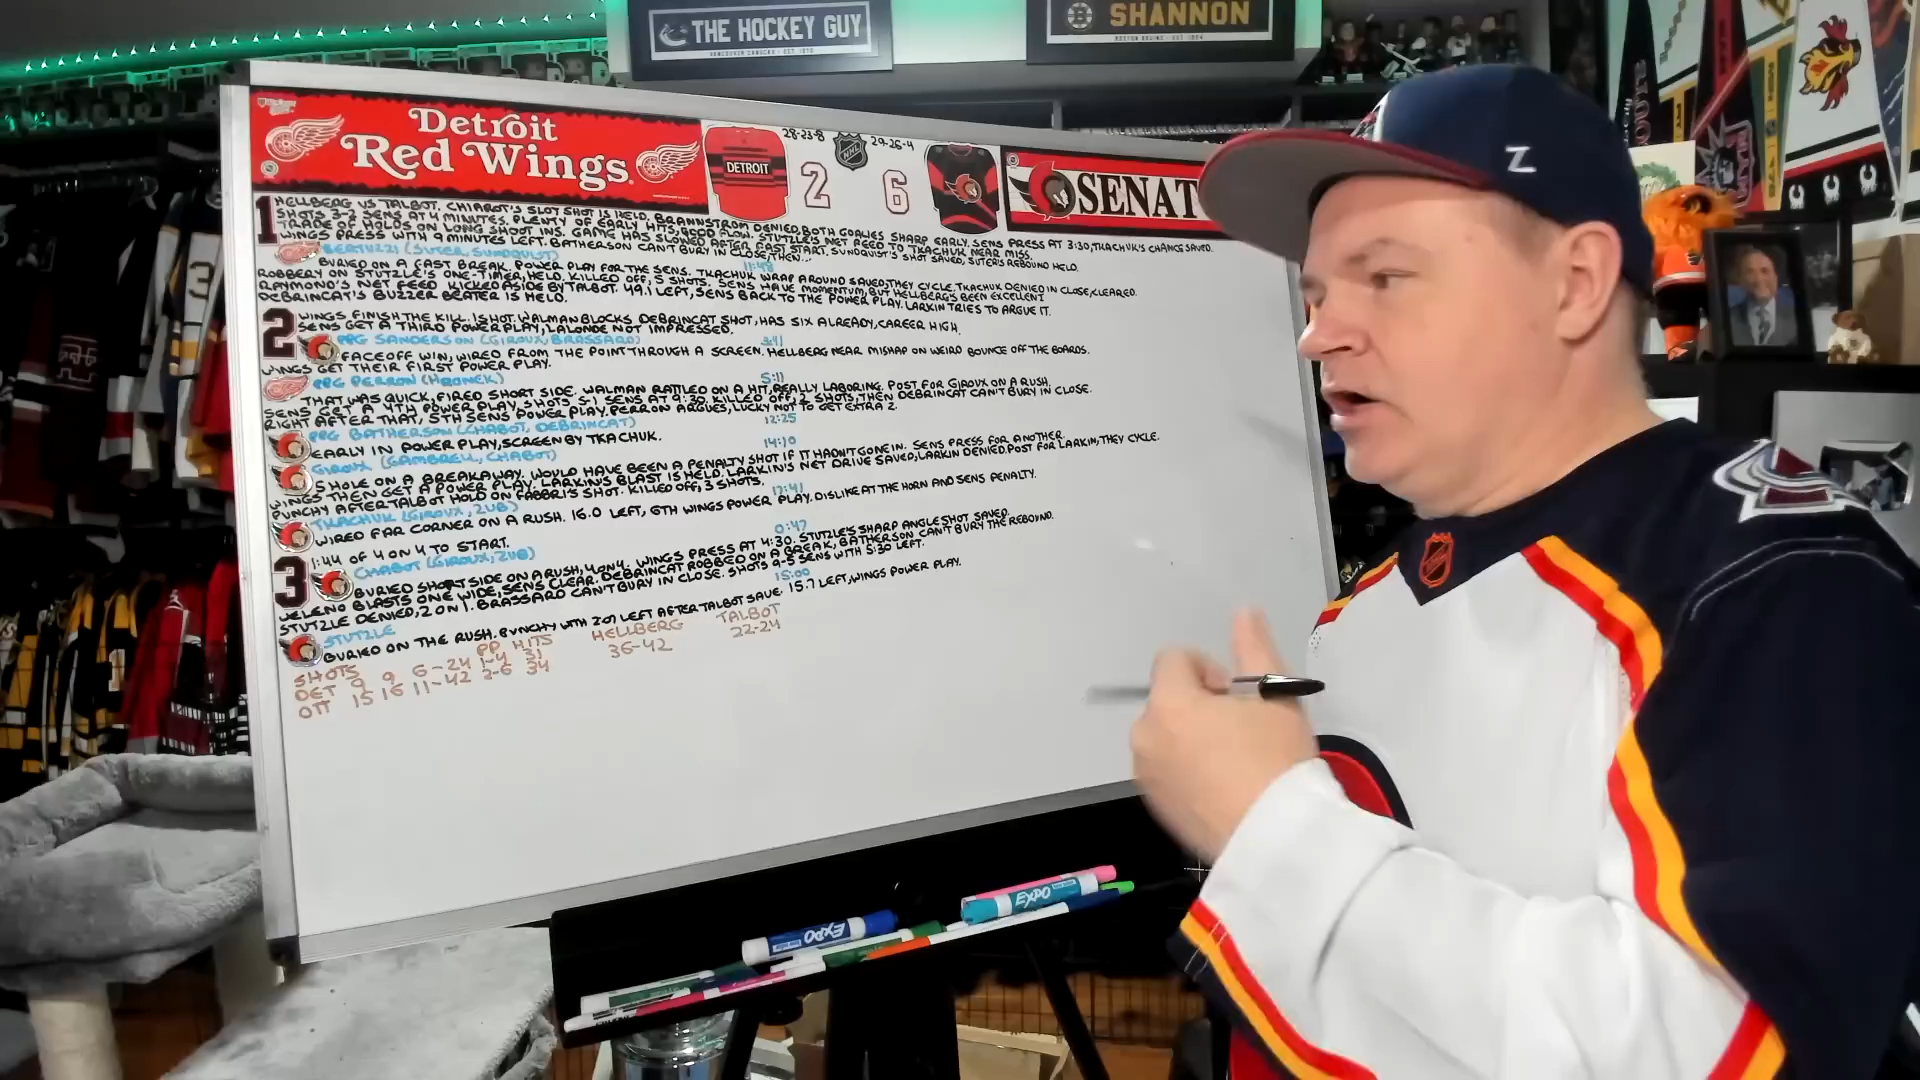 THE HOCKEY GUY
VANCOUVER CANUCKS - EST. 1970
SHANNON
BOSTON BRUINS - EST. 1924
Detroit
Red Wings
DETROIT
28-23-8
2
NHL
29-26-4
6
SENAT
1
HELLBERG VS TALBOT. CHIAROT'S SLOT SHOT IS HELD. BRANNSTROM DENIED, BOTH GOALIES SHARP EARLY. SENS PRESS AT 3:30, TKACHUK'S CHANCE SAVED.
SHOTS 3-2 SENS AT 4 MINUTES. PLENTY OF EARLY HITS, GOOD FLOW. STUTZLE'S NET FEED TO TKACHUK NEAR MISS.
TRADE OF HOLDS ON LONG SHOOT INS. GAME HAS SLOWED AFTER FAST START. SUNDQUIST'S SHOT SAVED, SUTER'S REBOUND HELD.
WINGS PRESS WITH 9 MINUTES LEFT. BATHERSON CAN'T BURY IN CLOSE, THEN...
BERTUZZI (SUTER, SUNDQUIST) 11:48
BURIED ON A FAST BREAK. POWER PLAY FOR THE SENS. TKACHUK WRAP AROUND SAVED, THEY CYCLE. TKACHUK DENIED IN CLOSE, CLEARED.
ROBBERY ON STUTZLE'S ONE-TIMER, HELD. KILLED OFF, 5 SHOTS. SENS HAVE MOMENTUM, BUT HELLBERG'S BEEN EXCELLENT
RAYMOND'S NET FEED KICKED ASIDE BY TALBOT. 49.1 LEFT, SENS BACK TO THE POWER PLAY. LARKIN TRIES TO ARGUE IT.
DEBRINCAT'S BUZZER BEATER IS HELD.
2
WINGS FINISH THE KILL. 1 SHOT. WALMAN BLOCKS DEBRINCAT SHOT, HAS SIX ALREADY, CAREER HIGH.
SENS GET A THIRD POWER PLAY, LALONDE NOT IMPRESSED.
PPG SANDERSON (GIROUX, BRASSARD) 3:41
FACEOFF WIN, WIRED FROM THE POINT THROUGH A SCREEN. HELLBERG NEAR MISHAP ON WEIRD BOUNCE OFF THE BOARDS.
WINGS GET THEIR FIRST POWER PLAY.
PPG PERRON (HRONEK) 5:11
THAT WAS QUICK, FIRED SHORT SIDE. WALMAN RATTLED ON A HIT, REALLY LABORING. POST FOR GIROUX ON A RUSH.
SENS GET A 4TH POWER PLAY, SHOTS 5-1 SENS AT 9:30. KILLED OFF, 2 SHOTS, THEN DEBRINCAT CAN'T BURY IN CLOSE.
RIGHT AFTER THAT, 5TH SENS POWER PLAY. PERRON ARGUES, LUCKY NOT TO GET EXTRA 2.
PPG BATHERSON (CHABOT, DEBRINCAT) 12:25
EARLY IN POWER PLAY, SCREEN BY TKACHUK.
GIROUX (GAMBRELL, CHABOT) 14:10
5 HOLE ON A BREAKAWAY. WOULD HAVE BEEN A PENALTY SHOT IF IT HADN'T GONE IN. SENS PRESS FOR ANOTHER.
WINGS THEN GET A POWER PLAY. LARKIN'S BLAST IS HELD. LARKIN'S NET DRIVE SAVED, LARKIN DENIED. POST FOR LARKIN, THEY CYCLE.
PUNCHY AFTER TALBOT HOLD ON FABBRI'S SHOT. KILLED OFF, 3 SHOTS.
TKACHUK (GIROUX, ZUB) 17:41
WIRED FAR CORNER ON A RUSH. 16.0 LEFT, 6TH WINGS POWER PLAY. DISLIKE AT THE HORN AND SENS PENALTY.
3
1:44 OF 4 ON 4 TO START.
CHABOT (GIROUX, ZUB) 0:47
BURIED SHORT SIDE ON A RUSH, 4 ON 4. WINGS PRESS AT 4:30. STUTZLE'S SHARP ANGLE SHOT SAVED.
VELENO BLASTS ONE WIDE, SENS CLEAR. DEBRINCAT ROBBED ON A BREAK, BATHERSON CAN'T BURY THE REBOUND.
STUTZLE DENIED, 2 ON 1. BRASSARD CAN'T BURY IN CLOSE. SHOTS 9-5 SENS WITH 5:30 LEFT.
STUTZLE 15:00
BURIED ON THE RUSH. PUNCHY WITH 2:07 LEFT AFTER TALBOT SAVE. 15.7 LEFT, WINGS POWER PLAY.
SHOTS PP HITS HELLBERG TALBOT
DET 9 9 6-24 1-4 31 36-42 22-24
OTT 15 16 11-42 2-6 34
EXPO
EXPO
Z
NHL